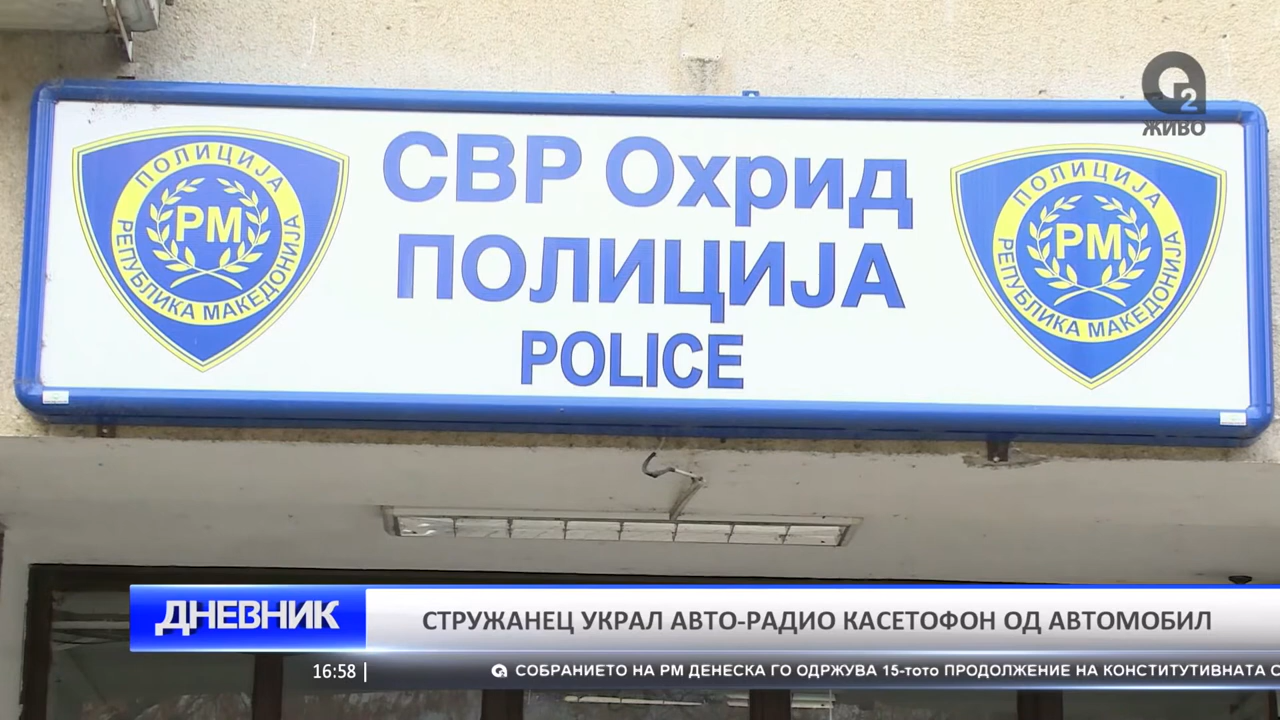 2
ЖИВО
СВР Охрид
ПОЛИЦИЈА
POLICE
ПОЛИЦИЈА
РМ
РЕПУБЛИКА МАКЕДОНИЈА
ПОЛИЦИЈА
РМ
РЕПУБЛИКА МАКЕДОНИЈА
ДНЕВНИК
СТРУЖАНЕЦ УКРАЛ АВТО-РАДИО КАСЕТОФОН ОД АВТОМОБИЛ
16:58
СОБРАНИЕТО НА РМ ДЕНЕСКА ГО ОДРЖУВА 15-тото ПРОДОЛЖЕНИЕ НА КОНСТИТУТИВНАТА С